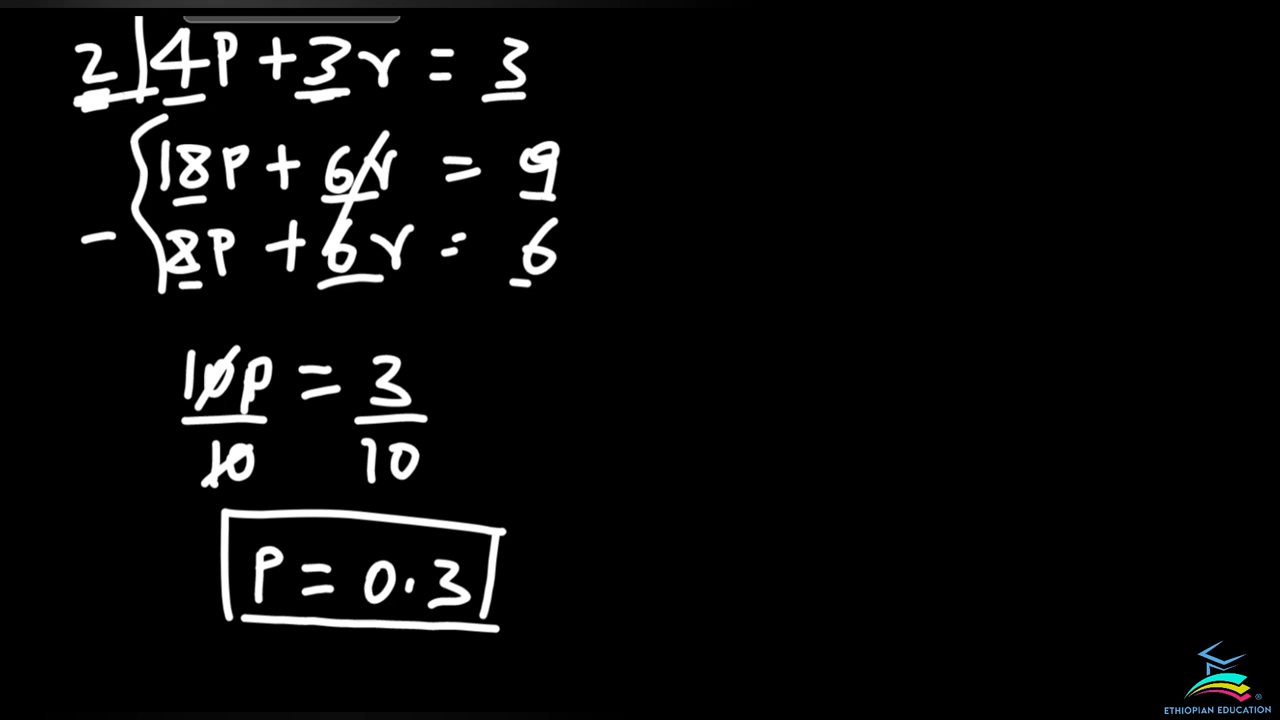 2 | 4p + 3r = 3
18p + 6r = 9
- 8p + 6r = 6
10p = 3
10 10
P = 0.3
ETHIOPIAN EDUCATION